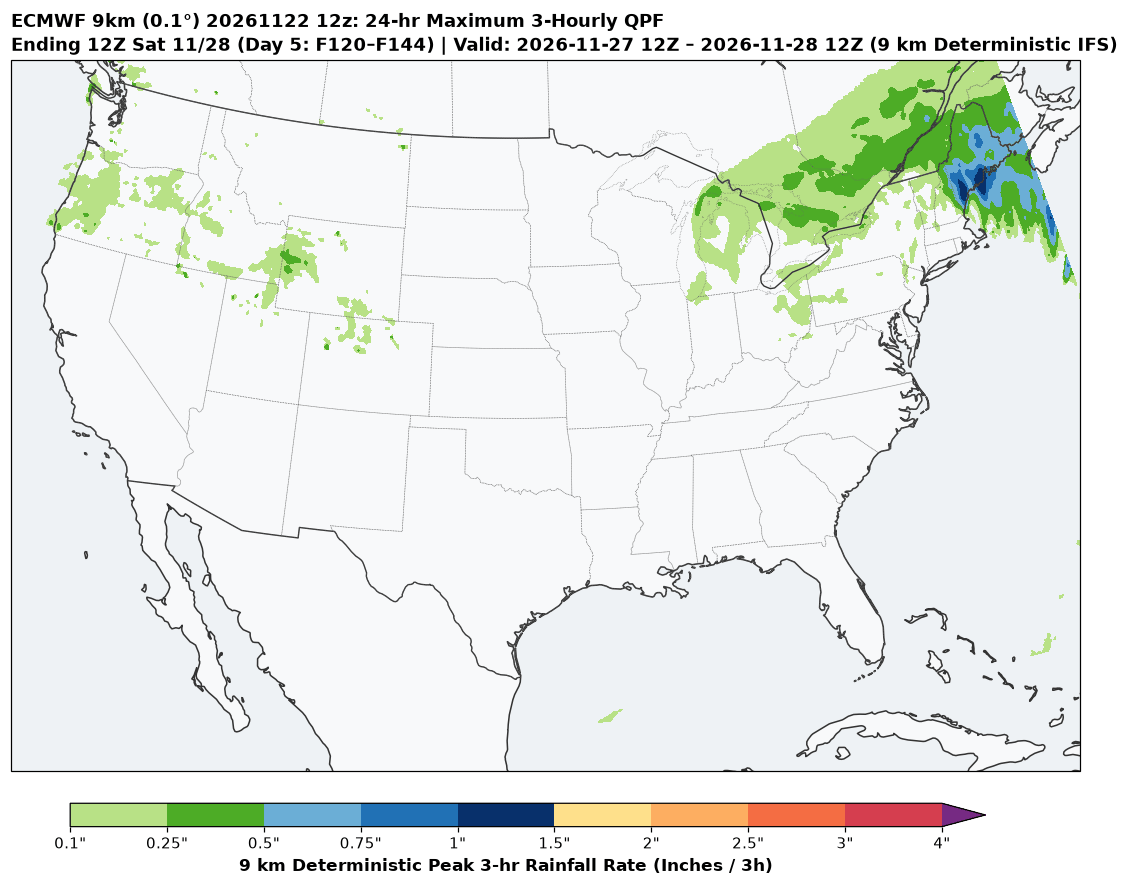 ECMWF 9km (0.1°) 20261122 12z: 24-hr Maximum 3-Hourly QPF
Ending 12Z Sat 11/28 (Day 5: F120–F144) | Valid: 2026-11-27 12Z – 2026-11-28 12Z (9 km Deterministic IFS)
0.1" 0.25" 0.5" 0.75" 1" 1.5" 2" 2.5" 3" 4"
9 km Deterministic Peak 3-hr Rainfall Rate (Inches / 3h)